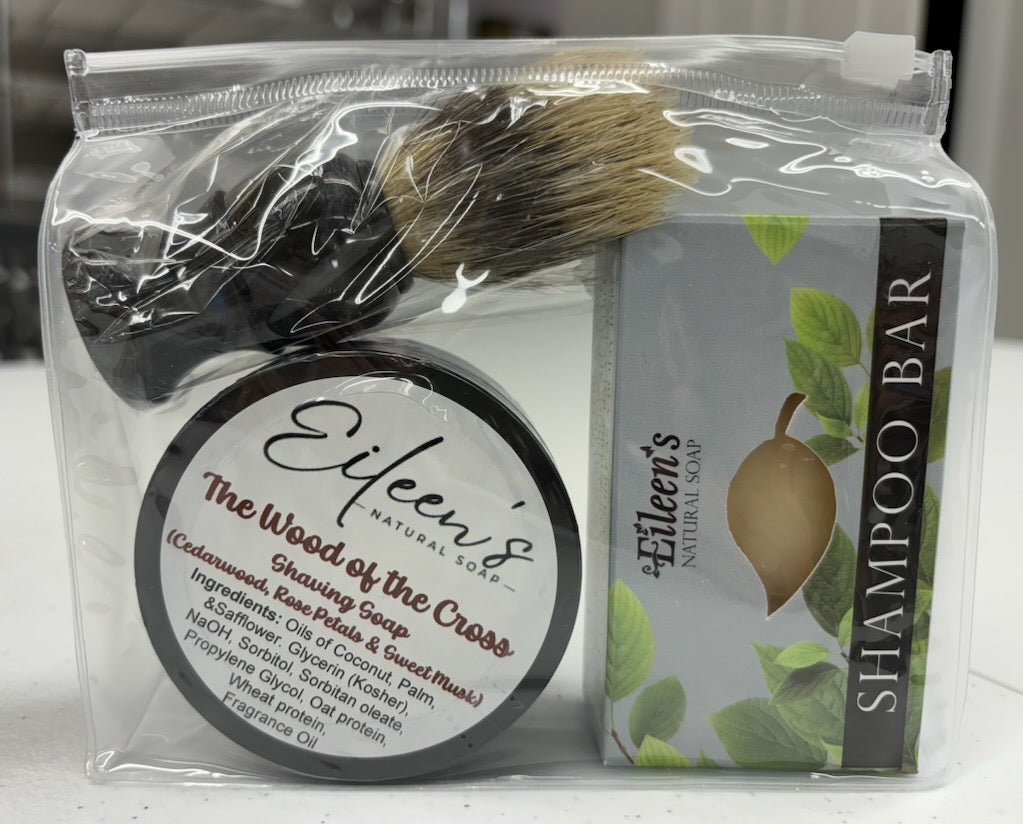 Eileen's
NATURAL SOAP
The Wood of the Cross
Shaving Soap
(Cedarwood, Rose Petals & Sweet Musk)
Ingredients: Oils of Coconut, Palm,
&Safflower, Glycerin (Kosher),
NaOH, Sorbitol, Sorbitan oleate,
Propylene Glycol, Oat protein,
Wheat protein,
Fragrance Oil
Eileen's
NATURAL SOAP
SHAMPOO BAR